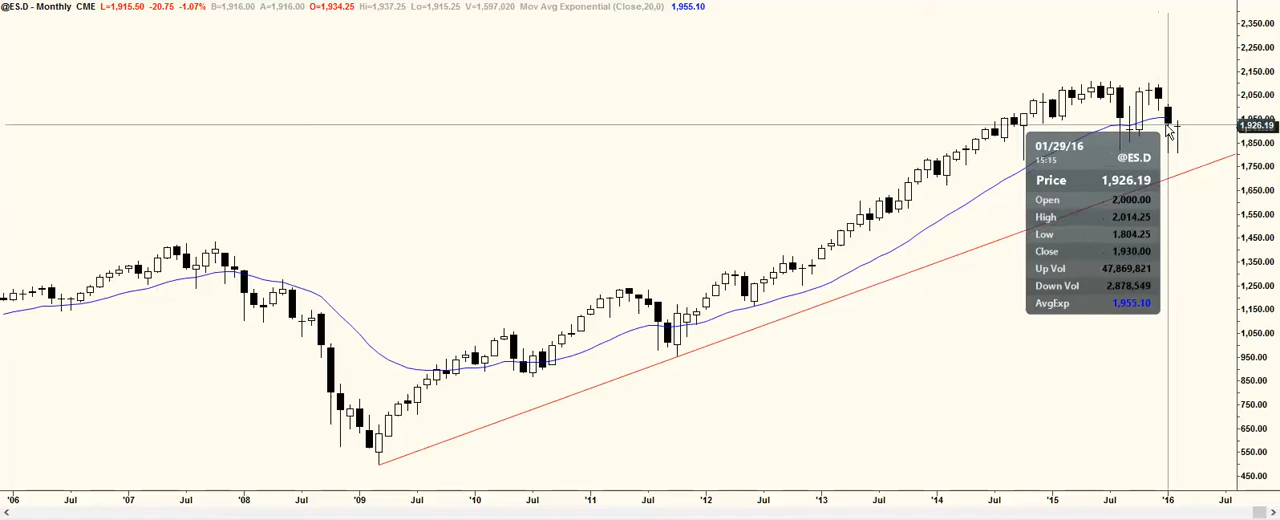 @ES.D - Monthly CME L=1,915.50 -20.75 -1.07% B=1,916.00 A=1,916.00 O=1,934.25 Hi=1,937.25 Lo=1,915.25 V=1,597,020 Mov Avg Exponential (Close,20,0) 1,955.10
2,350.00
2,250.00
2,150.00
2,050.00
1,926.19
1,850.00
1,750.00
1,650.00
1,550.00
1,450.00
1,350.00
1,250.00
1,150.00
1,050.00
950.00
850.00
750.00
650.00
550.00
450.00
01/29/16
15:15 @ES.D
Price 1,926.19
Open 2,000.00
High 2,014.25
Low 1,804.25
Close 1,930.00
Up Vol 47,869,821
Down Vol 2,878,549
AvgExp 1,955.10
'06 Jul '07 Jul '08 Jul '09 Jul '10 Jul '11 Jul '12 Jul '13 Jul '14 Jul '15 Jul '16 Jul